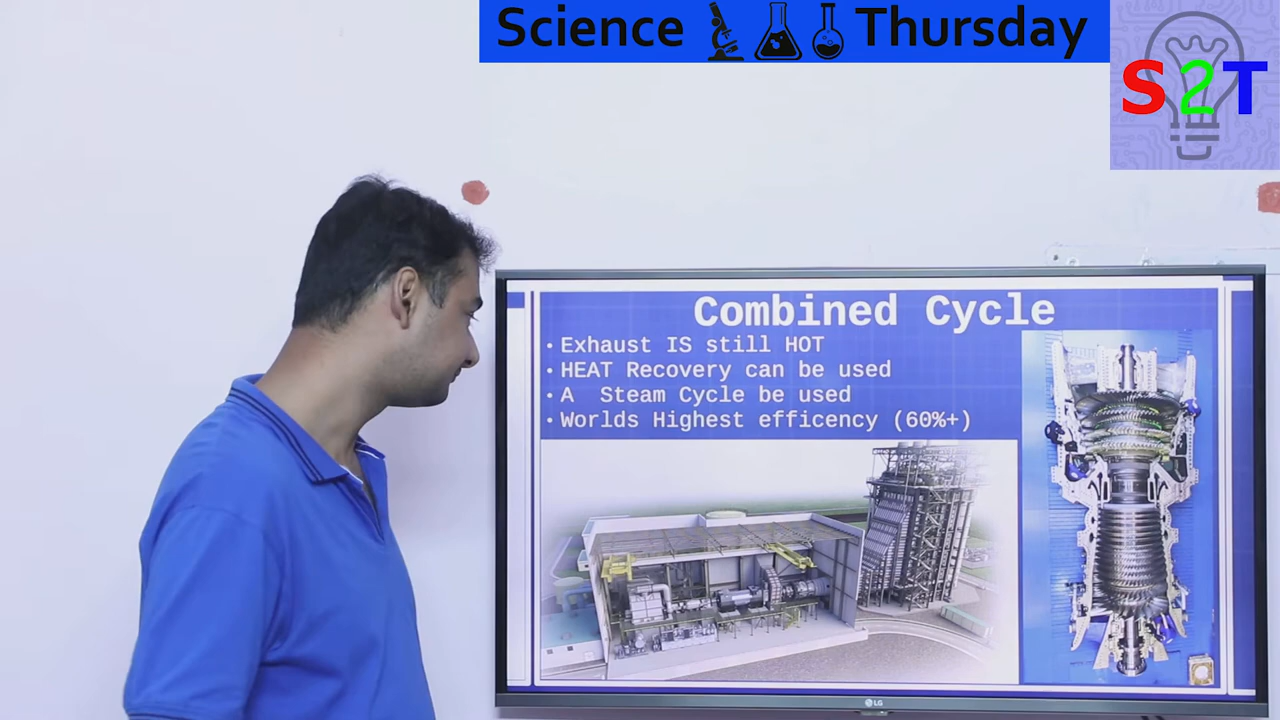 Science Thursday
S2T
Combined Cycle
• Exhaust IS still HOT
• HEAT Recovery can be used
• A  Steam Cycle be used
• Worlds Highest efficency (60%+)
LG